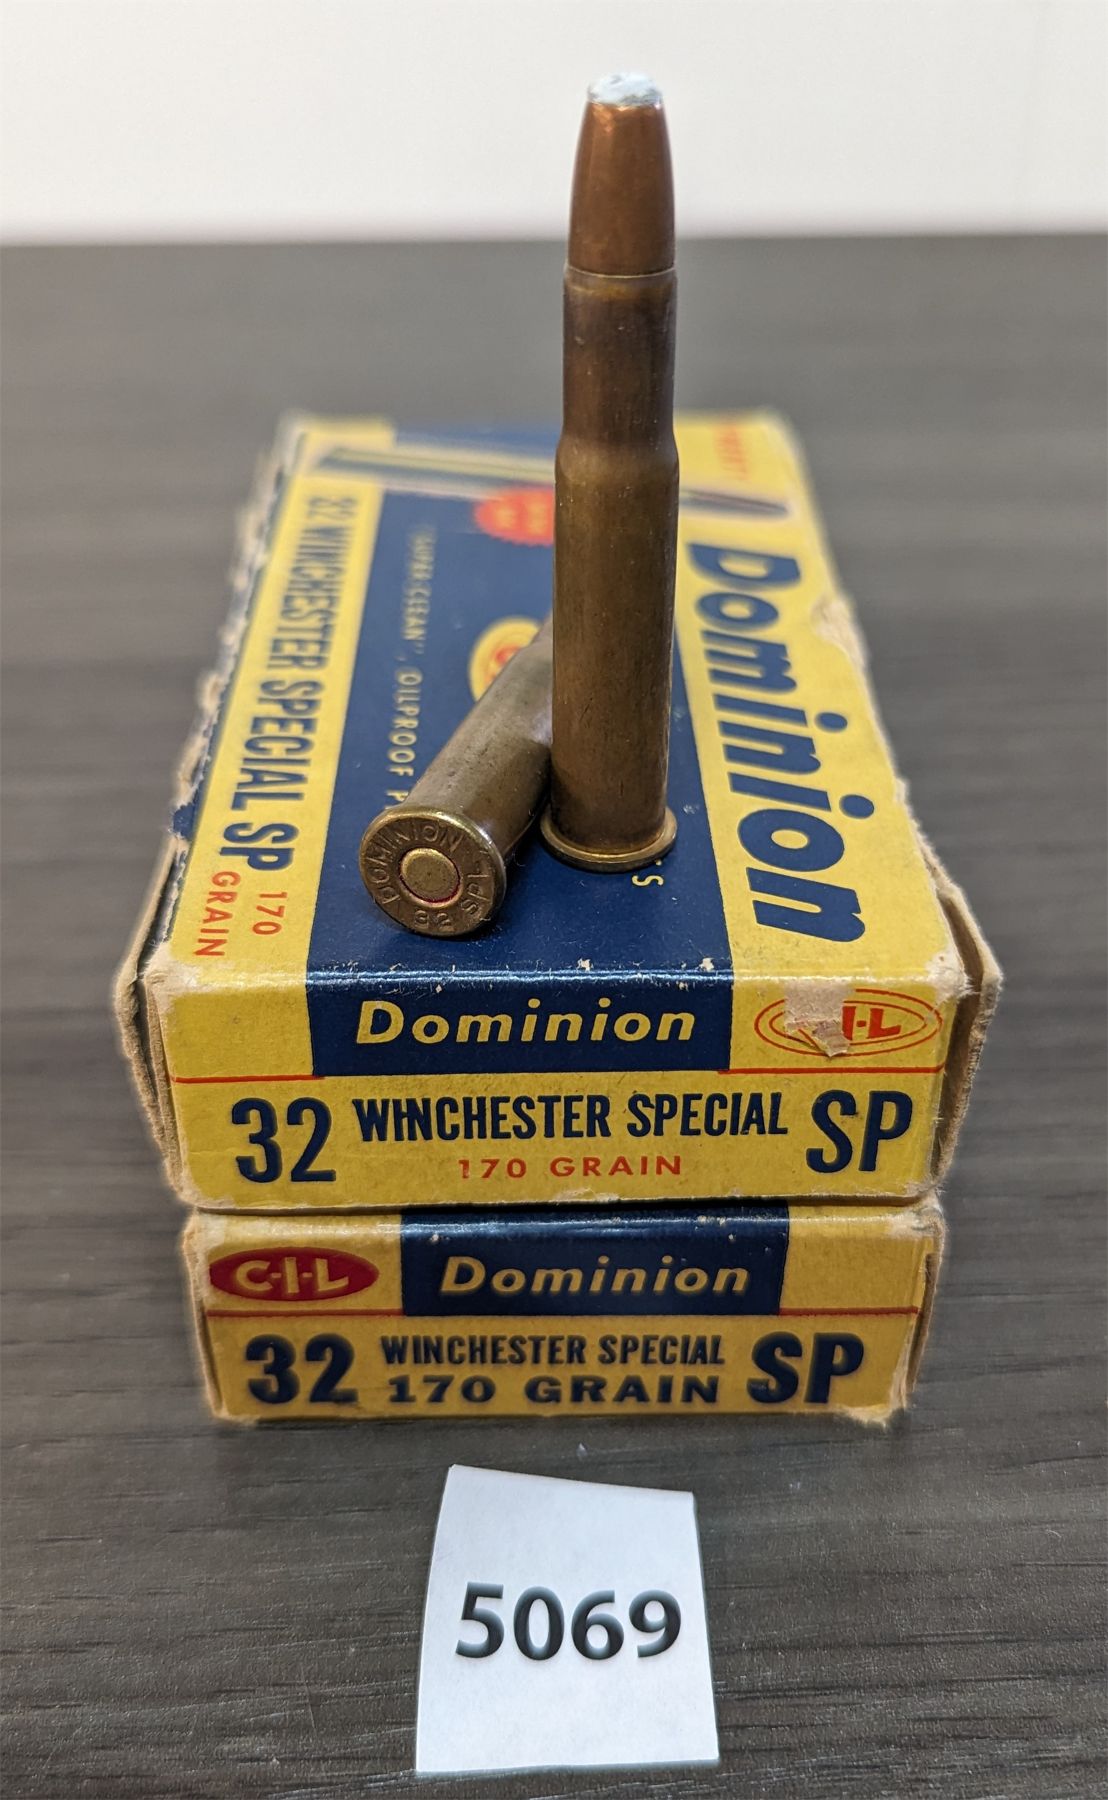 Dominion
"TEMPRO-CLEAN", OILPROOF
32 WINCHESTER SPECIAL SP 170 GRAIN
DOMINION
32 SPL
Dominion
I-L
32 WINCHESTER SPECIAL SP
170 GRAIN
C-I-L
Dominion
32 WINCHESTER SPECIAL SP
170 GRAIN
5069